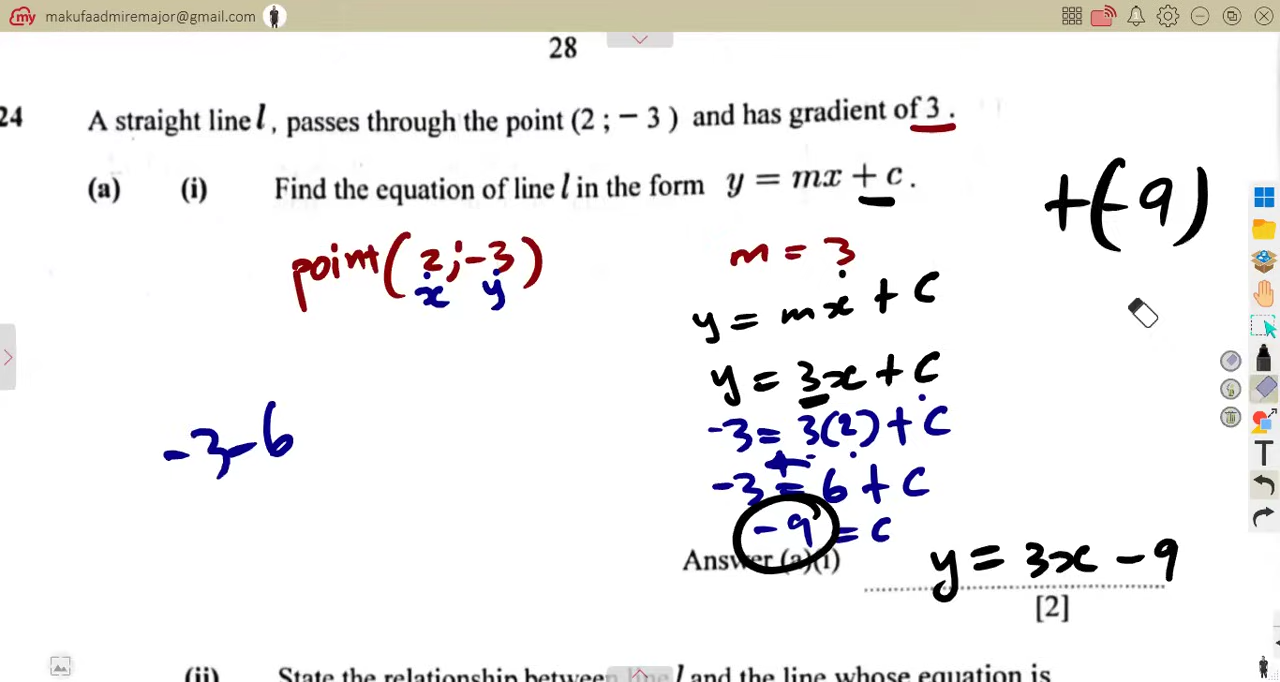 my makufaadmiremajor@gmail.com
28
24 A straight line l, passes through the point (2 ; − 3 ) and has gradient of 3 .
(a) (i) Find the equation of line l in the form y = mx + c .
+(-9)
point(2;-3)
x y
m = 3
y = mx + c
y = 3x + c
-3 = 3(2) + c
-3 = 6 + c
-9 = c
-3-6
Answer (a)(i) y = 3x - 9
[2]
(ii) State the relationship between line l and the line whose equation is
T